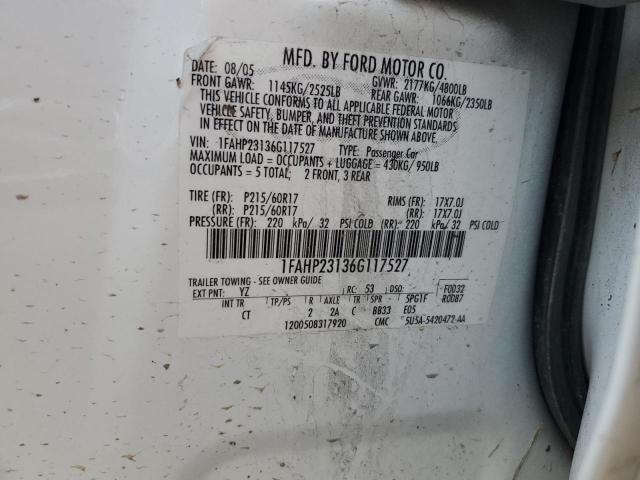 MFD. BY FORD MOTOR CO.
DATE: 08/05 GVWR: 2177KG/4800LB
FRONT GAWR: 1145KG/2525LB REAR GAWR: 1066KG/2350LB
THIS VEHICLE CONFORMS TO ALL APPLICABLE FEDERAL MOTOR
VEHICLE SAFETY, BUMPER, AND THEFT PREVENTION STANDARDS
IN EFFECT ON THE DATE OF MANUFACTURE SHOWN ABOVE.
VIN: 1FAHP23136G117527 TYPE: Passenger Car
MAXIMUM LOAD = OCCUPANTS + LUGGAGE = 430KG/ 950LB
OCCUPANTS = 5 TOTAL; 2 FRONT, 3 REAR
TIRE (FR): P215/60R17 RIMS (FR): 17X7.0J
(RR): P215/60R17 (RR): 17X7.0J
PRESSURE (FR): 220 kPa/ 32 PSI COLD (RR): 220 kPa/ 32 PSI COLD
1FAHP23136G117527
TRAILER TOWING - SEE OWNER GUIDE F0D32
EXT PNT: YZ RC: 53 DSO: R0D87
INT TR TP/PS R AXLE TR SPR SPG1F
CT 2 2A C BB33 E05
1200508317920 CMC 5U5A-5420472-AA